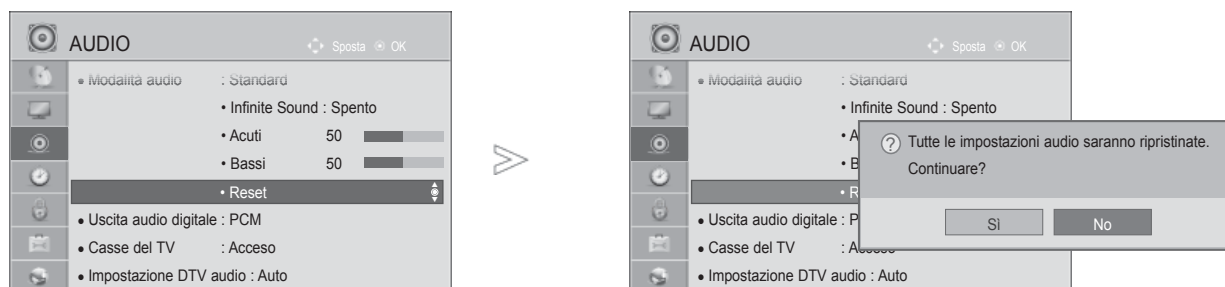 AUDIO
Sposta OK
• Modalità audio : Standard
• Infinite Sound : Spento
• Acuti 50
• Bassi 50
• Reset
• Uscita audio digitale : PCM
• Casse del TV : Acceso
• Impostazione DTV audio : Auto
AUDIO
Sposta OK
• Modalità audio : Standard
• Infinite Sound : Spento
• A
• B
• R
• Uscita audio digitale : P
• Casse del TV : Acceso
• Impostazione DTV audio : Auto
? Tutte le impostazioni audio saranno ripristinate.
Continuare?
Sì No